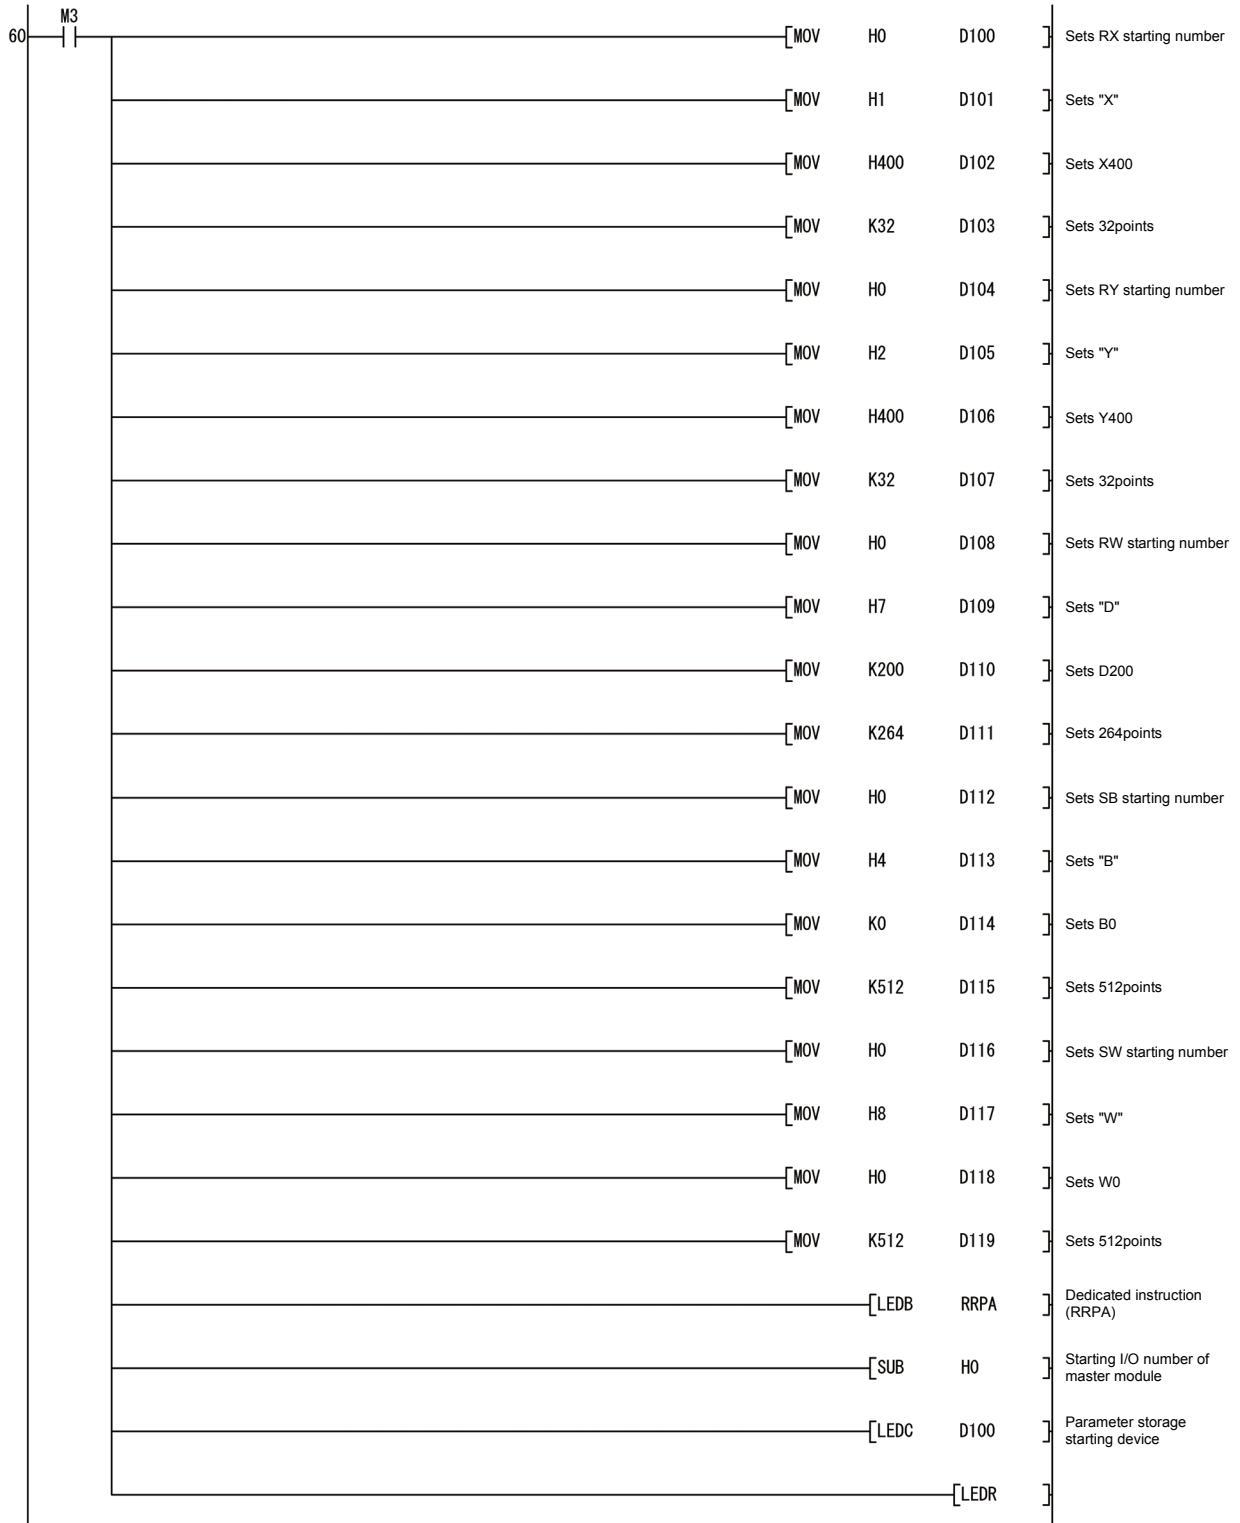 M3
60 MOV H0 D100 Sets RX starting number
MOV H1 D101 Sets "X"
MOV H400 D102 Sets X400
MOV K32 D103 Sets 32points
MOV H0 D104 Sets RY starting number
MOV H2 D105 Sets "Y"
MOV H400 D106 Sets Y400
MOV K32 D107 Sets 32points
MOV H0 D108 Sets RW starting number
MOV H7 D109 Sets "D"
MOV K200 D110 Sets D200
MOV K264 D111 Sets 264points
MOV H0 D112 Sets SB starting number
MOV H4 D113 Sets "B"
MOV K0 D114 Sets B0
MOV K512 D115 Sets 512points
MOV H0 D116 Sets SW starting number
MOV H8 D117 Sets "W"
MOV H0 D118 Sets W0
MOV K512 D119 Sets 512points
LEDB RRPA Dedicated instruction
(RRPA)
SUB H0 Starting I/O number of
master module
LEDC D100 Parameter storage
starting device
LEDR